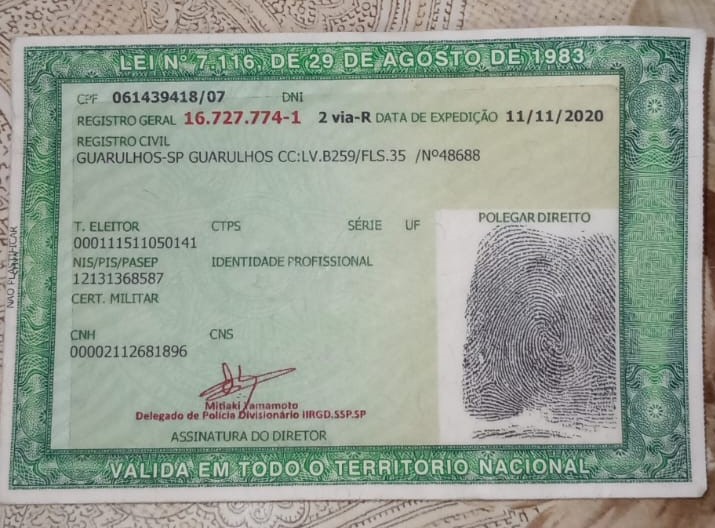 LEI Nº 7.116, DE 29 DE AGOSTO DE 1983
CPF 061439418/07 DNI
REGISTRO GERAL 16.727.774-1 2 via-R DATA DE EXPEDIÇÃO 11/11/2020
REGISTRO CIVIL
GUARULHOS-SP GUARULHOS CC:LV.B259/FLS.35 /Nº48688
T. ELEITOR CTPS SÉRIE UF POLEGAR DIREITO
000111511050141
NIS/PIS/PASEP IDENTIDADE PROFISSIONAL
12131368587
CERT. MILITAR
CNH CNS
00002112681896
Mitiaki Yamamoto
Delegado de Polícia Divisionário IIRGD.SSP.SP
ASSINATURA DO DIRETOR
VALIDA EM TODO O TERRITORIO NACIONAL
NÃO PLASTIFICAR